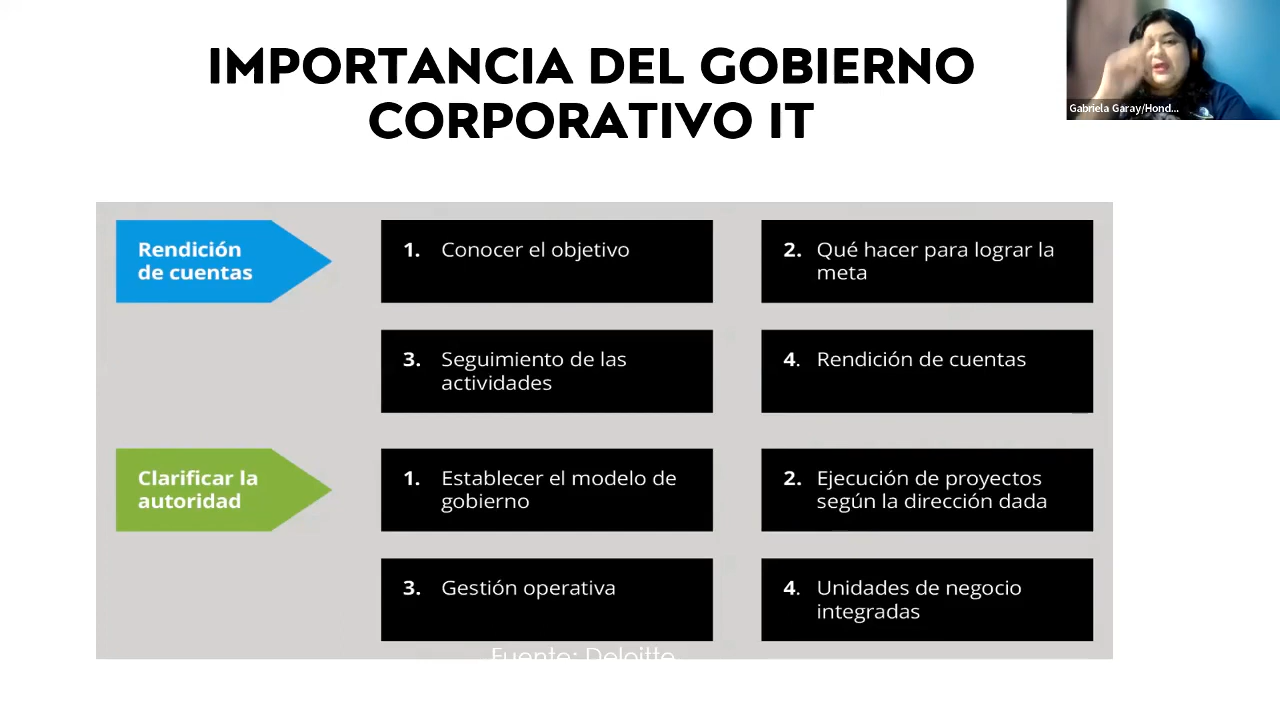 IMPORTANCIA DEL GOBIERNO
CORPORATIVO IT
Gabriela Garay/Hond...
Rendición
de cuentas
1. Conocer el objetivo
2. Qué hacer para lograr la
meta
3. Seguimiento de las
actividades
4. Rendición de cuentas
Clarificar la
autoridad
1. Establecer el modelo de
gobierno
2. Ejecución de proyectos
según la dirección dada
3. Gestión operativa
4. Unidades de negocio
integradas
Fuente: Deloitte